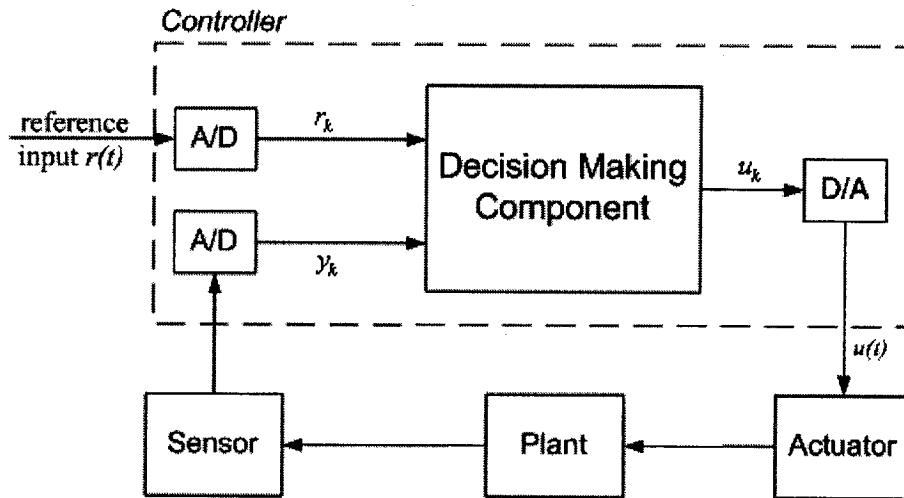 Controller
reference
input r(t)
A/D
r_k
Decision Making
Component
u_k
D/A
A/D
y_k
u(t)
Sensor
Plant
Actuator